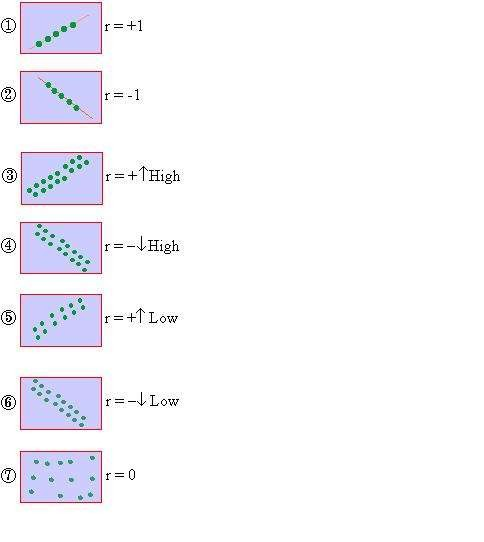 ① r = +1
② r = -1
③ r = +↑High
④ r = –↓High
⑤ r = +↑ Low
⑥ r = –↓ Low
⑦ r = 0